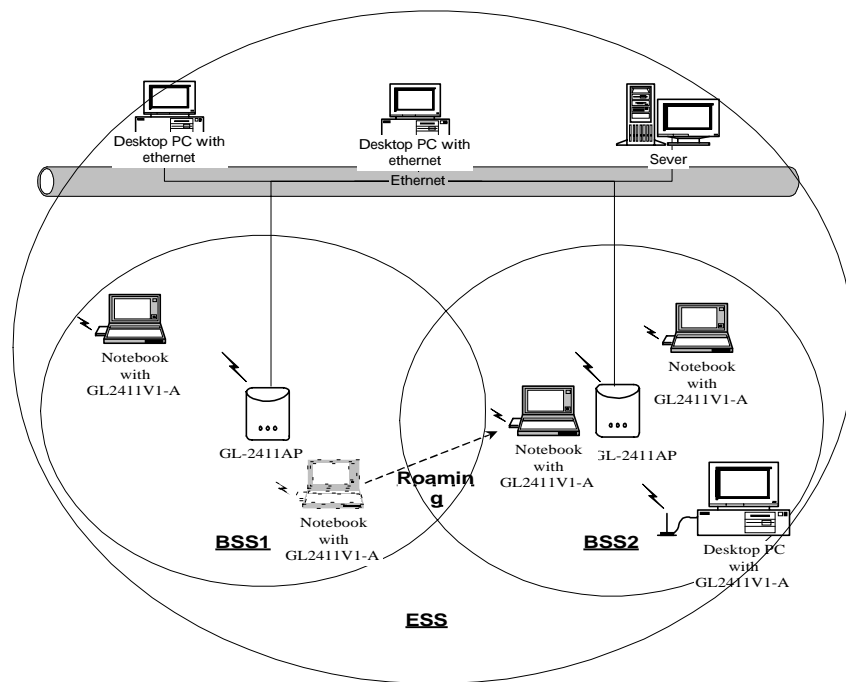 Desktop PC with
ethernet
Desktop PC with
ethernet
Sever
Ethernet
Notebook
with
GL2411V1-A
GL-2411AP
Notebook
with
GL2411V1-A
BSS1
Roamin
g
Notebook
with
GL2411V1-A
GL-2411AP
Notebook
with
GL2411V1-A
BSS2
Desktop PC
with
GL2411V1-A
ESS